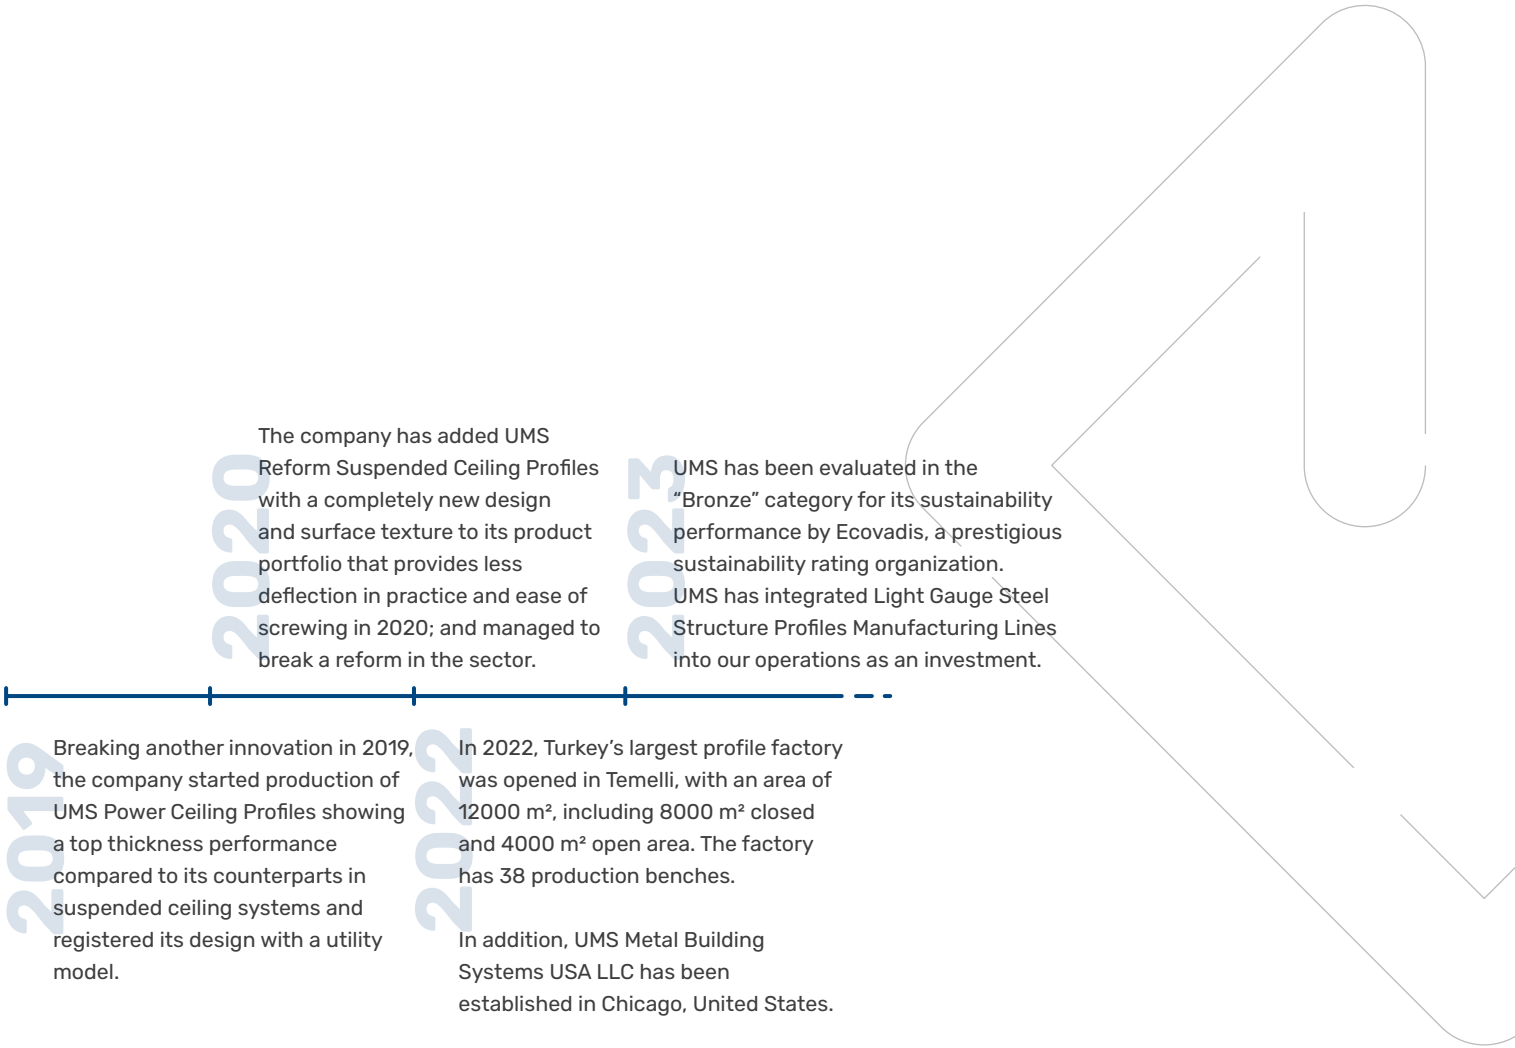 2019
Breaking another innovation in 2019,
the company started production of
UMS Power Ceiling Profiles showing
a top thickness performance
compared to its counterparts in
suspended ceiling systems and
registered its design with a utility
model.
2020
The company has added UMS
Reform Suspended Ceiling Profiles
with a completely new design
and surface texture to its product
portfolio that provides less
deflection in practice and ease of
screwing in 2020; and managed to
break a reform in the sector.
2022
In 2022, Turkey’s largest profile factory
was opened in Temelli, with an area of
12000 m², including 8000 m² closed
and 4000 m² open area. The factory
has 38 production benches.
In addition, UMS Metal Building
Systems USA LLC has been
established in Chicago, United States.
2023
UMS has been evaluated in the
“Bronze” category for its sustainability
performance by Ecovadis, a prestigious
sustainability rating organization.
UMS has integrated Light Gauge Steel
Structure Profiles Manufacturing Lines
into our operations as an investment.